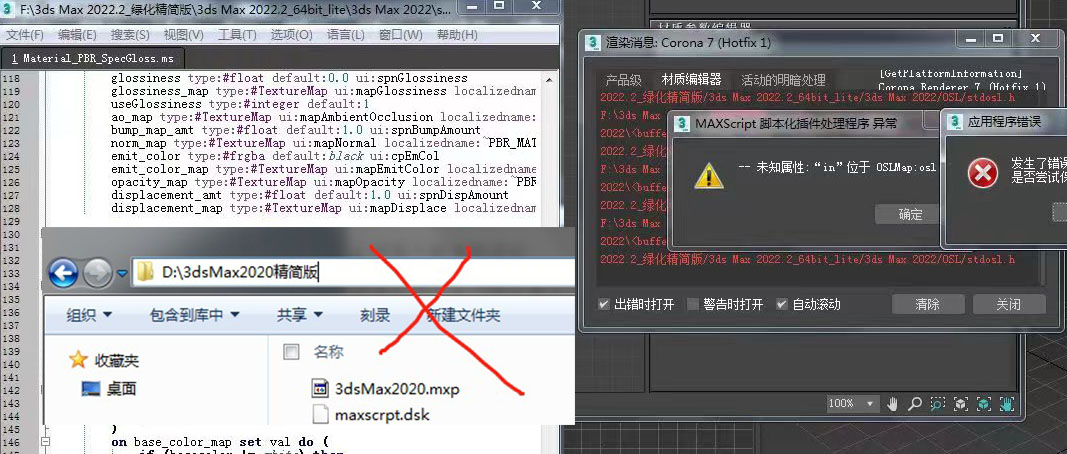 F:\3ds Max 2022.2_绿化精简版\3ds Max 2022.2_64bit_lite\3ds Max 2022\s...
文件(F) 编辑(E) 搜索(S) 视图(V) 工具(T) 选项(O) 语言(L) 窗口(W) 帮助(H)
1 Material_PBR_SpecGloss.ms
118 glossiness type:#float default:0.0 ui:spnGlossiness
119 glossiness_map type:#TextureMap ui:mapGlossiness localizedname:
120 useGlossiness type:#integer default:1
121 ao_map type:#TextureMap ui:mapAmbientOcclusion localizedname:
122 bump_map_amt type:#float default:1.0 ui:spnBumpAmount
123 norm_map type:#TextureMap ui:mapNormal localizedname:~PBR_MAT
124 emit_color type:#frgba default:black ui:cpEmCol
125 emit_color_map type:#TextureMap ui:mapEmitColor localizedname
126 opacity_map type:#TextureMap ui:mapOpacity localizedname:~PBR
127 displacement_amt type:#float default:1.0 ui:spnDispAmount
128 displacement_map type:#TextureMap ui:mapDisplace localizednam
129
130
131
132
133
134
135
136
137
138
139
140
141
142
143
144
145 )
on base_color_map set val do (
146
D:\3dsMax2020精简版
组织 包含到库中 共享 刻录 新建文件夹
收藏夹
桌面
名称
3dsMax2020.mxp
maxscrpt.dsk
材质参数编辑器
渲染消息: Corona 7 (Hotfix 1)
产品级 材质编辑器 活动的明暗处理
[GetPlatformInformation]
Corona Renderer 7 (Hotfix 1)
2022.2_绿化精简版/3ds Max 2022.2_64bit_lite/3ds Max 2022/OSL/stdosl.h
F:\3ds Max
2022\<buffe
2022.2_绿化
F:\3ds Max
2022\<buffe
2022.2_绿化
F:\3ds Max
2022\<buffe
2022.2_绿化精简版/3ds Max 2022.2_64bit_lite/3ds Max 2022/OSL/stdosl.h
MAXScript 脚本化插件处理程序 异常
-- 未知属性:“in”位于 OSLMap:osl
确定
应用程序错误
发生了错误
是否尝试保
出错时打开 警告时打开 自动滚动 清除 关闭
100%